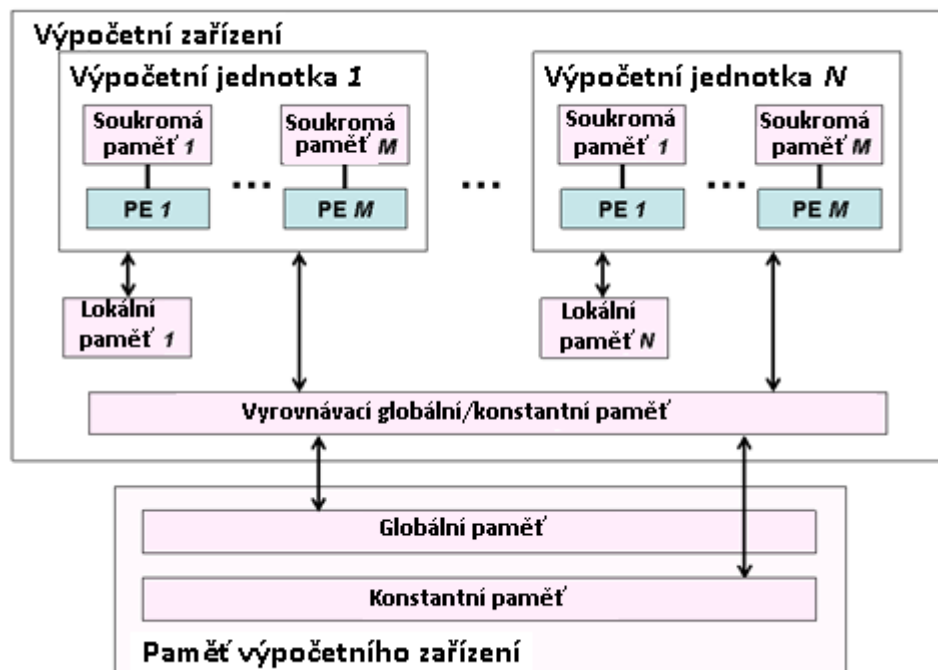 Výpočetní zařízení
Výpočetní jednotka 1
Soukromá
paměť 1
Soukromá
paměť M
...
PE 1
PE M
...
Výpočetní jednotka N
Soukromá
paměť 1
Soukromá
paměť M
...
PE 1
PE M
Lokální
paměť 1
Lokální
paměť N
Vyrovnávací globální/konstantní paměť
Globální paměť
Konstantní paměť
Paměť výpočetního zařízení